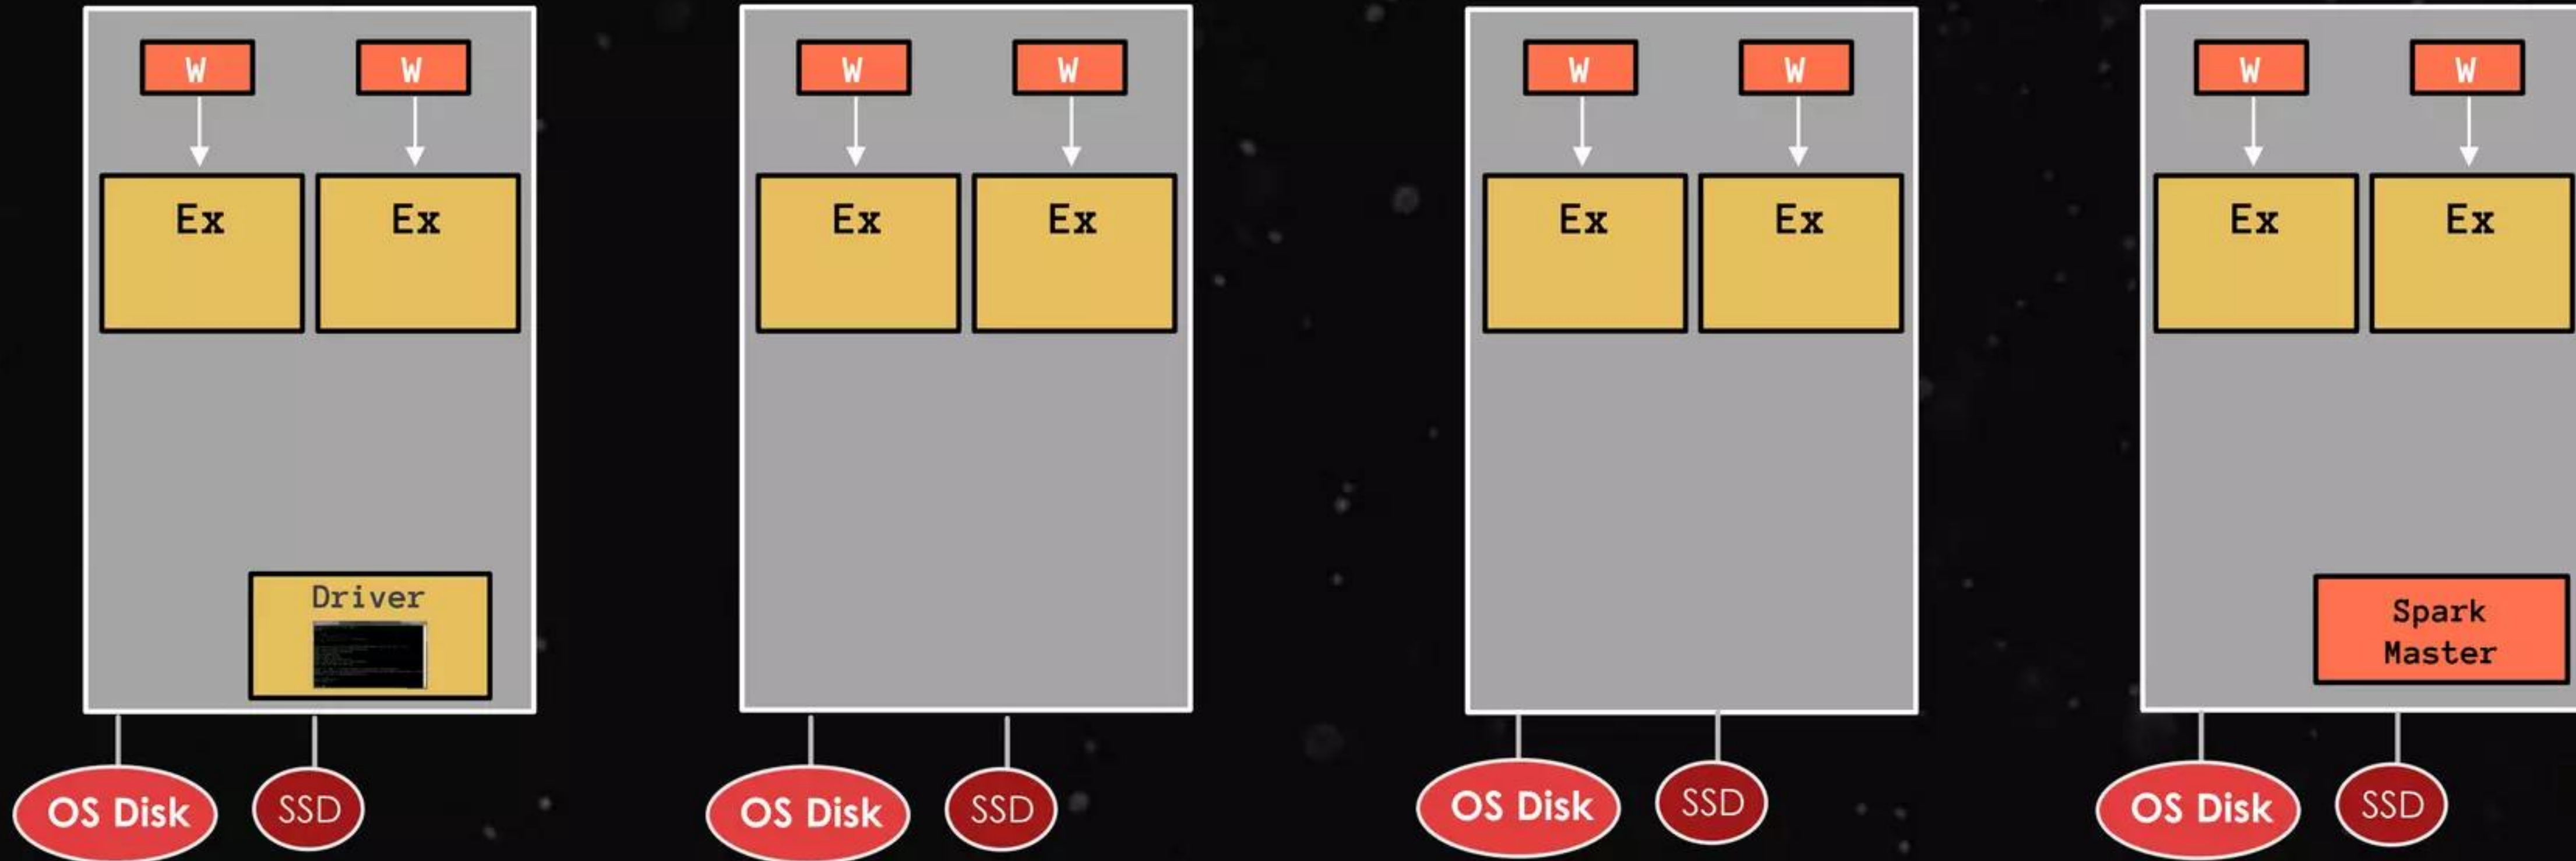 W W W W W W W W
Ex Ex Ex Ex Ex Ex Ex Ex
Driver
Spark
Master
OS Disk SSD OS Disk SSD OS Disk SSD OS Disk SSD